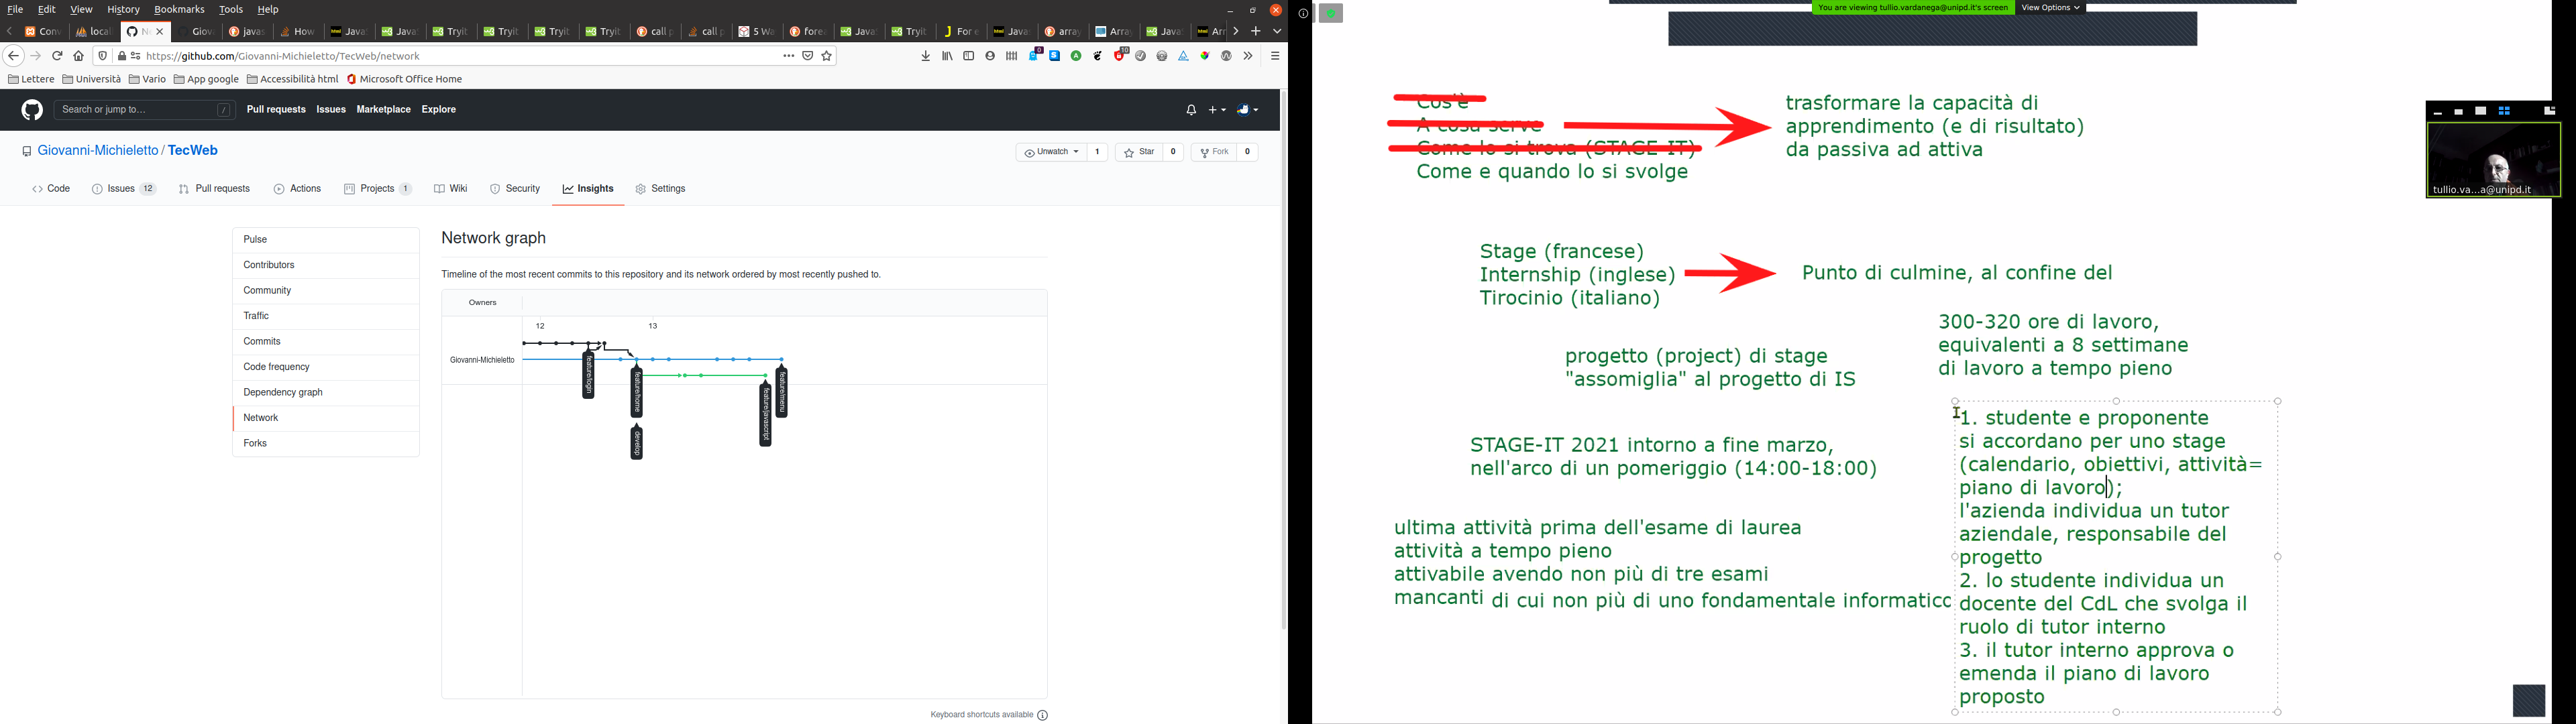 File Edit View History Bookmarks Tools Help
Conv
local
Giov
javas
How
Java
Java
Tryit
Tryit
Tryit
Tryit
call p
call p
5 Wa
forea
Java
Tryit
For e
Javas
array
Array
Java
Arr
https://github.com/Giovanni-Michieletto/TecWeb/network
Lettere Università Vario App google Accessibilità html Microsoft Office Home
Search or jump to… / Pull requests Issues Marketplace Explore
Giovanni-Michieletto / TecWeb
Unwatch 1 Star 0 Fork 0
Code Issues 12 Pull requests Actions Projects 1 Wiki Security Insights Settings
Pulse
Contributors
Community
Traffic
Commits
Code frequency
Dependency graph
Network
Forks
Network graph
Timeline of the most recent commits to this repository and its network ordered by most recently pushed to.
Owners
12 13
Giovanni-Michieletto
feature/login
feature/home
develop
feature/javascript
feature/menu
Keyboard shortcuts available
You are viewing tullio.vardanega@unipd.it's screen View Options
Cos'è
A cosa serve
Come lo si trova (STAGE-IT)
Come e quando lo si svolge
trasformare la capacità di
apprendimento (e di risultato)
da passiva ad attiva
tullio.va...a@unipd.it
Stage (francese)
Internship (inglese)
Tirocinio (italiano)
Punto di culmine, al confine del
300-320 ore di lavoro,
equivalenti a 8 settimane
di lavoro a tempo pieno
progetto (project) di stage
"assomiglia" al progetto di IS
STAGE-IT 2021 intorno a fine marzo,
nell'arco di un pomeriggio (14:00-18:00)
ultima attività prima dell'esame di laurea
attività a tempo pieno
attivabile avendo non più di tre esami
mancanti di cui non più di uno fondamentale informatico
1. studente e proponente
si accordano per uno stage
(calendario, obiettivi, attività=
piano di lavoro);
l'azienda individua un tutor
aziendale, responsabile del
progetto
2. lo studente individua un
docente del CdL che svolga il
ruolo di tutor interno
3. il tutor interno approva o
emenda il piano di lavoro
proposto